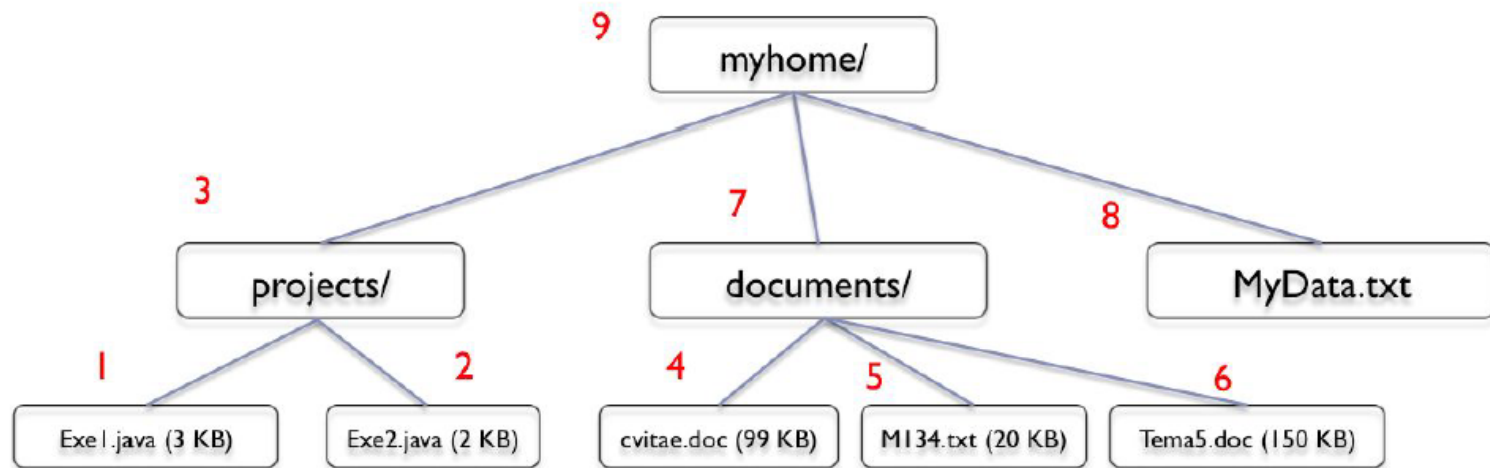 9
myhome/
3
7
8
projects/
documents/
MyData.txt
1
2
4
5
6
Exe1.java (3 KB)
Exe2.java (2 KB)
cvitae.doc (99 KB)
M134.txt (20 KB)
Tema5.doc (150 KB)